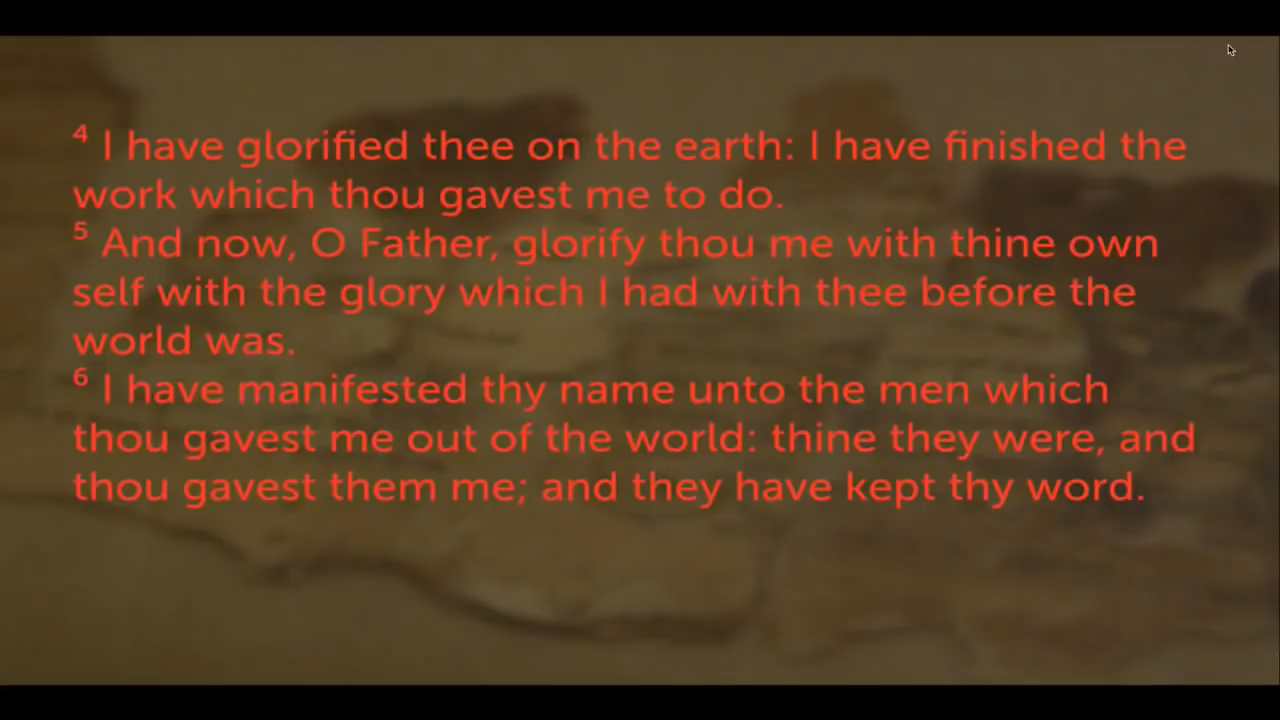 4 I have glorified thee on the earth: I have finished the
work which thou gavest me to do.
5 And now, O Father, glorify thou me with thine own
self with the glory which I had with thee before the
world was.
6 I have manifested thy name unto the men which
thou gavest me out of the world: thine they were, and
thou gavest them me; and they have kept thy word.